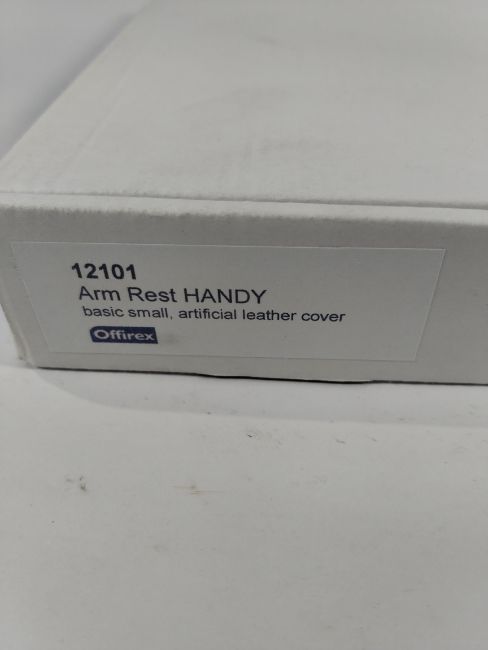 12101
Arm Rest HANDY
basic small, artificial leather cover
Offirex